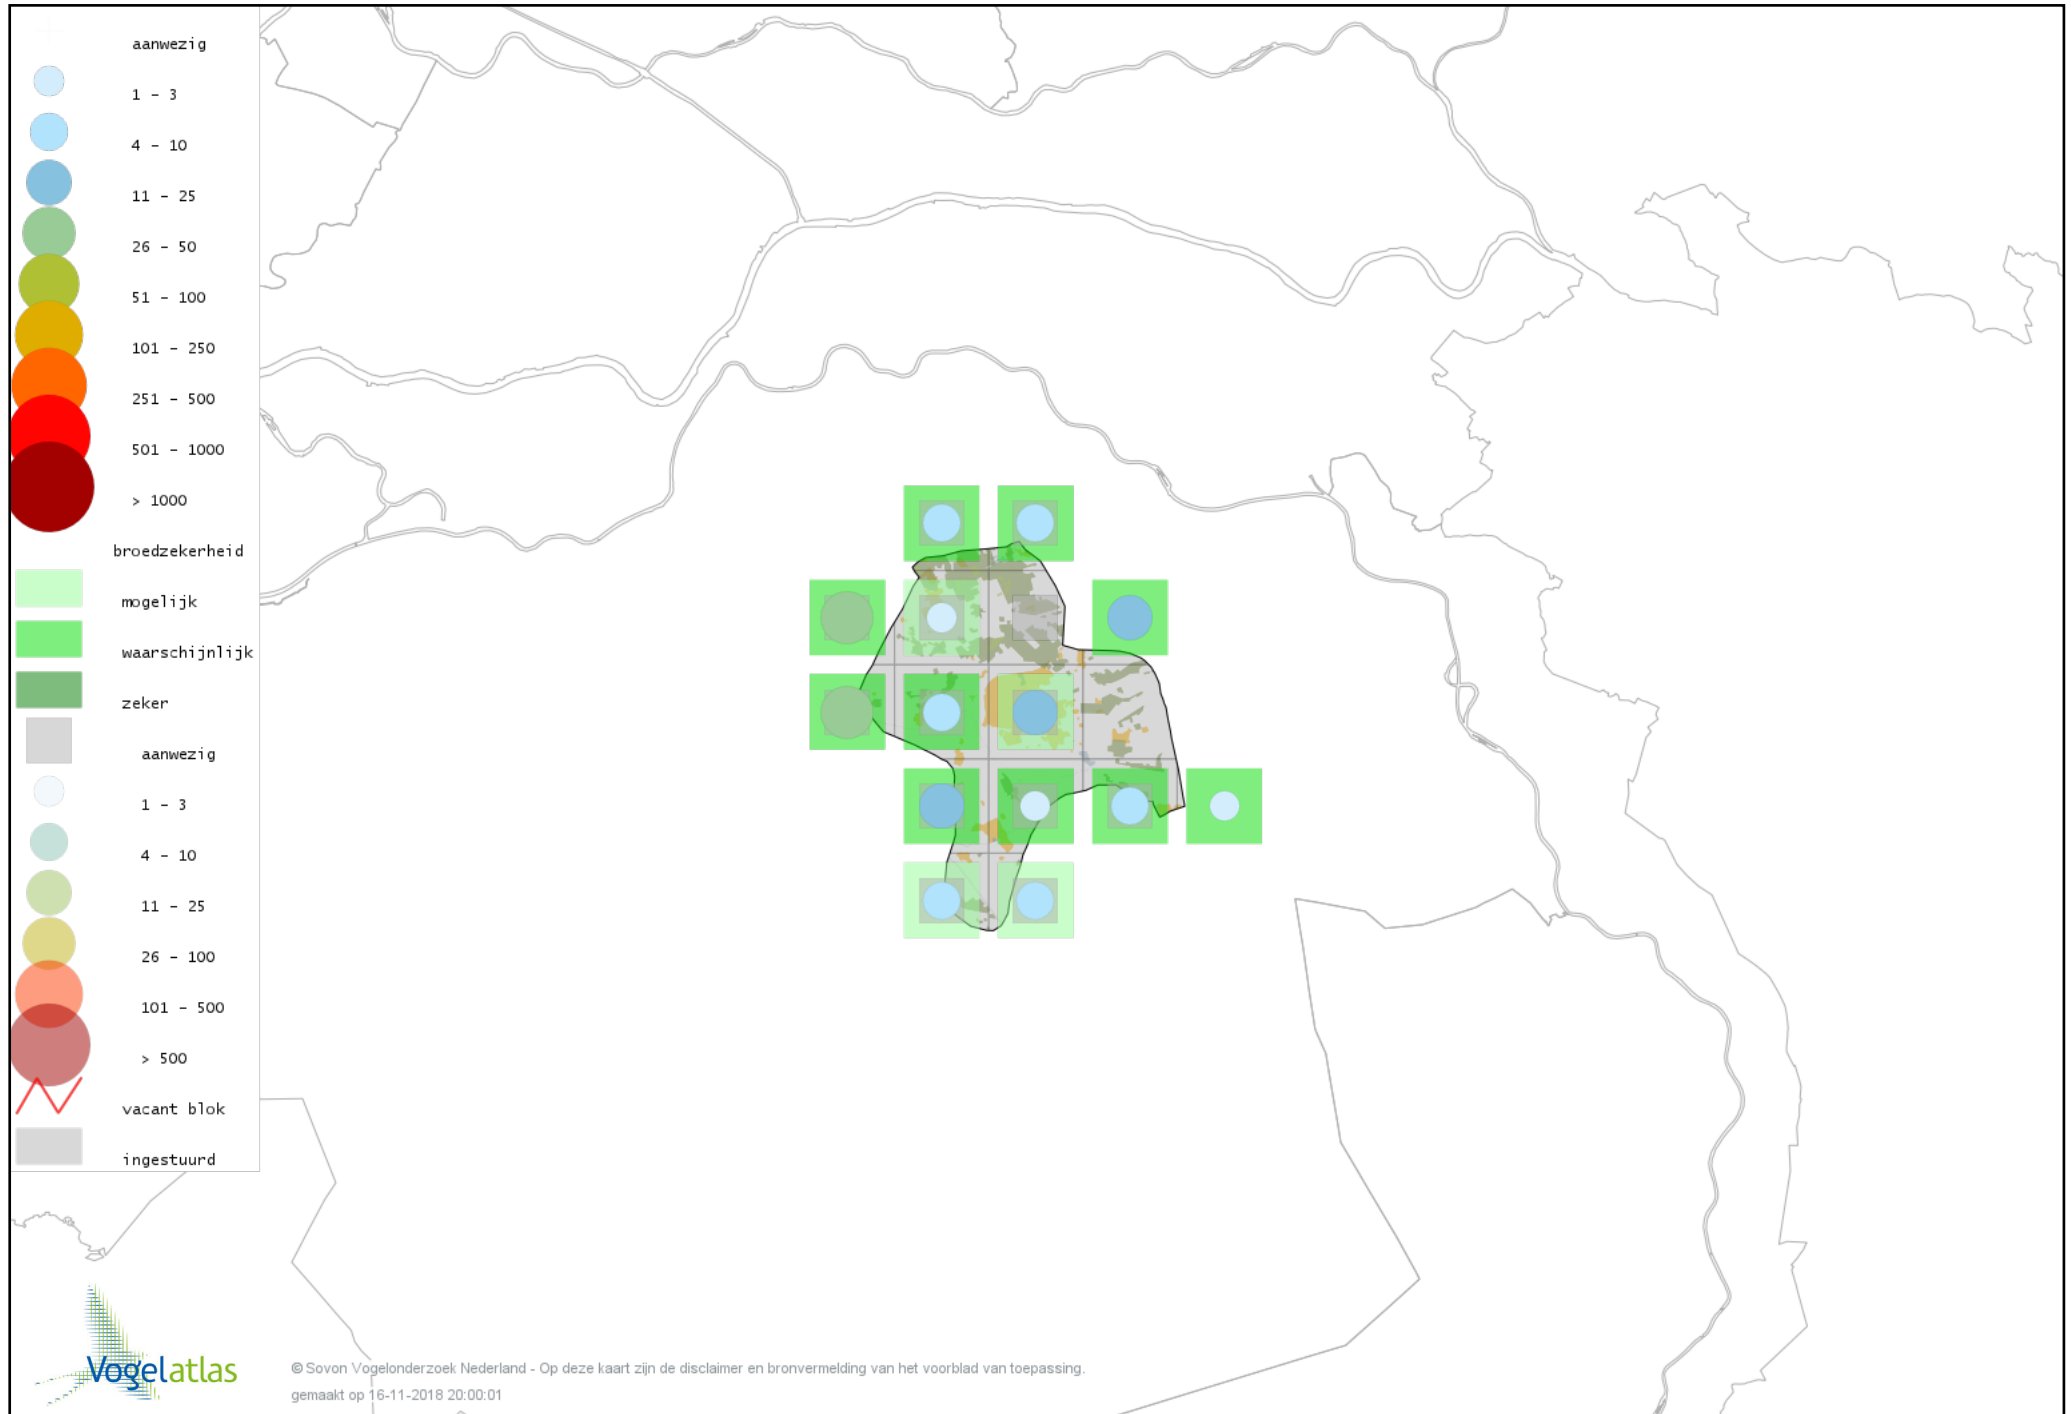 aanwezig
1 - 3
4 - 10
11 - 25
26 - 50
51 - 100
101 - 250
251 - 500
501 - 1000
> 1000
broedzekerheid
mogelijk
waarschijnlijk
zeker
aanwezig
1 - 3
4 - 10
11 - 25
26 - 100
101 - 500
> 500
vacant blok
ingestuurd
Vogelatlas
© Sovon Vogelonderzoek Nederland - Op deze kaart zijn de disclaimer en bronvermelding van het voorblad van toepassing.
gemaakt op 16-11-2018 20:00:01